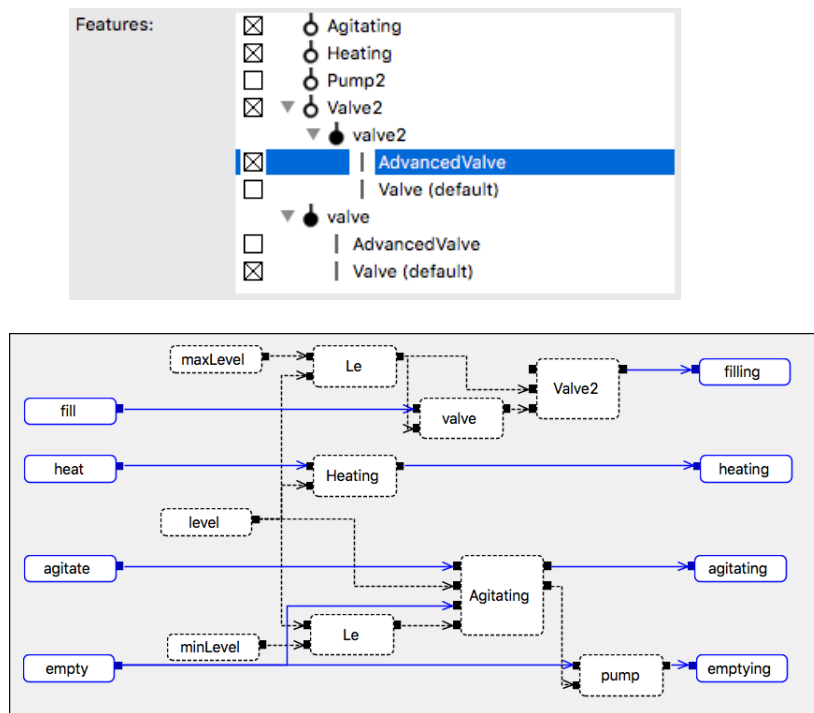 Features:
Agitating
Heating
Pump2
Valve2
valve2
AdvancedValve
Valve (default)
valve
AdvancedValve
Valve (default)
maxLevel
Le
Valve2
filling
fill
valve
heat
Heating
heating
level
agitate
Agitating
agitating
minLevel
Le
empty
pump
emptying